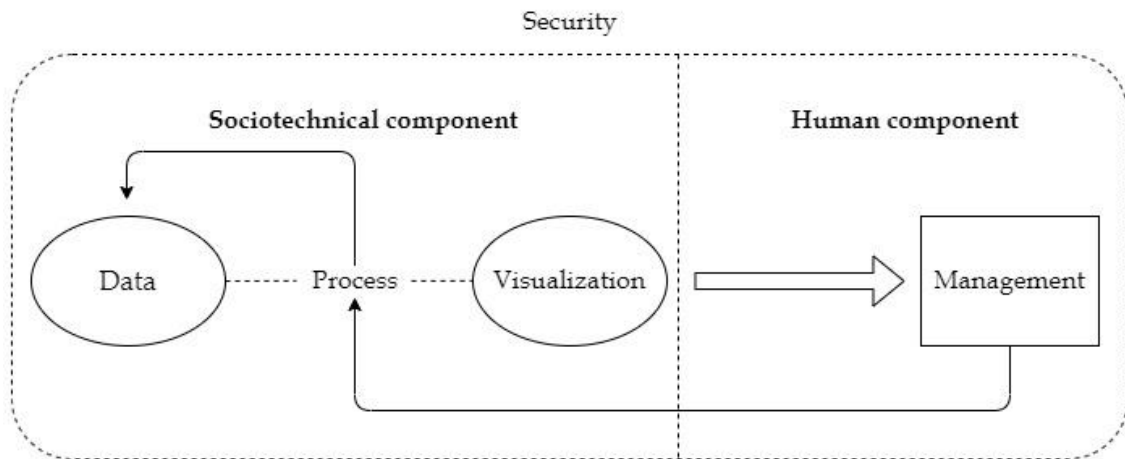 Security
Sociotechnical component
Human component
Data
Process
Visualization
Management